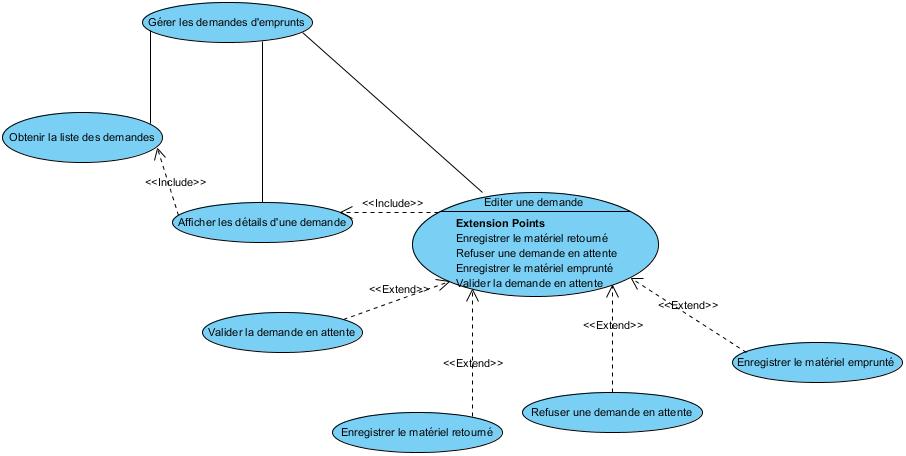 Gérer les demandes d'emprunts
Obtenir la liste des demandes
<<Include>>
Afficher les détails d'une demande
<<Include>>
Editer une demande
Extension Points
Enregistrer le matériel retourné
Refuser une demande en attente
Enregistrer le matériel emprunté
Valider la demande en attente
<<Extend>>
<<Extend>>
<<Extend>>
<<Extend>>
Valider la demande en attente
Enregistrer le matériel emprunté
Refuser une demande en attente
Enregistrer le matériel retourné